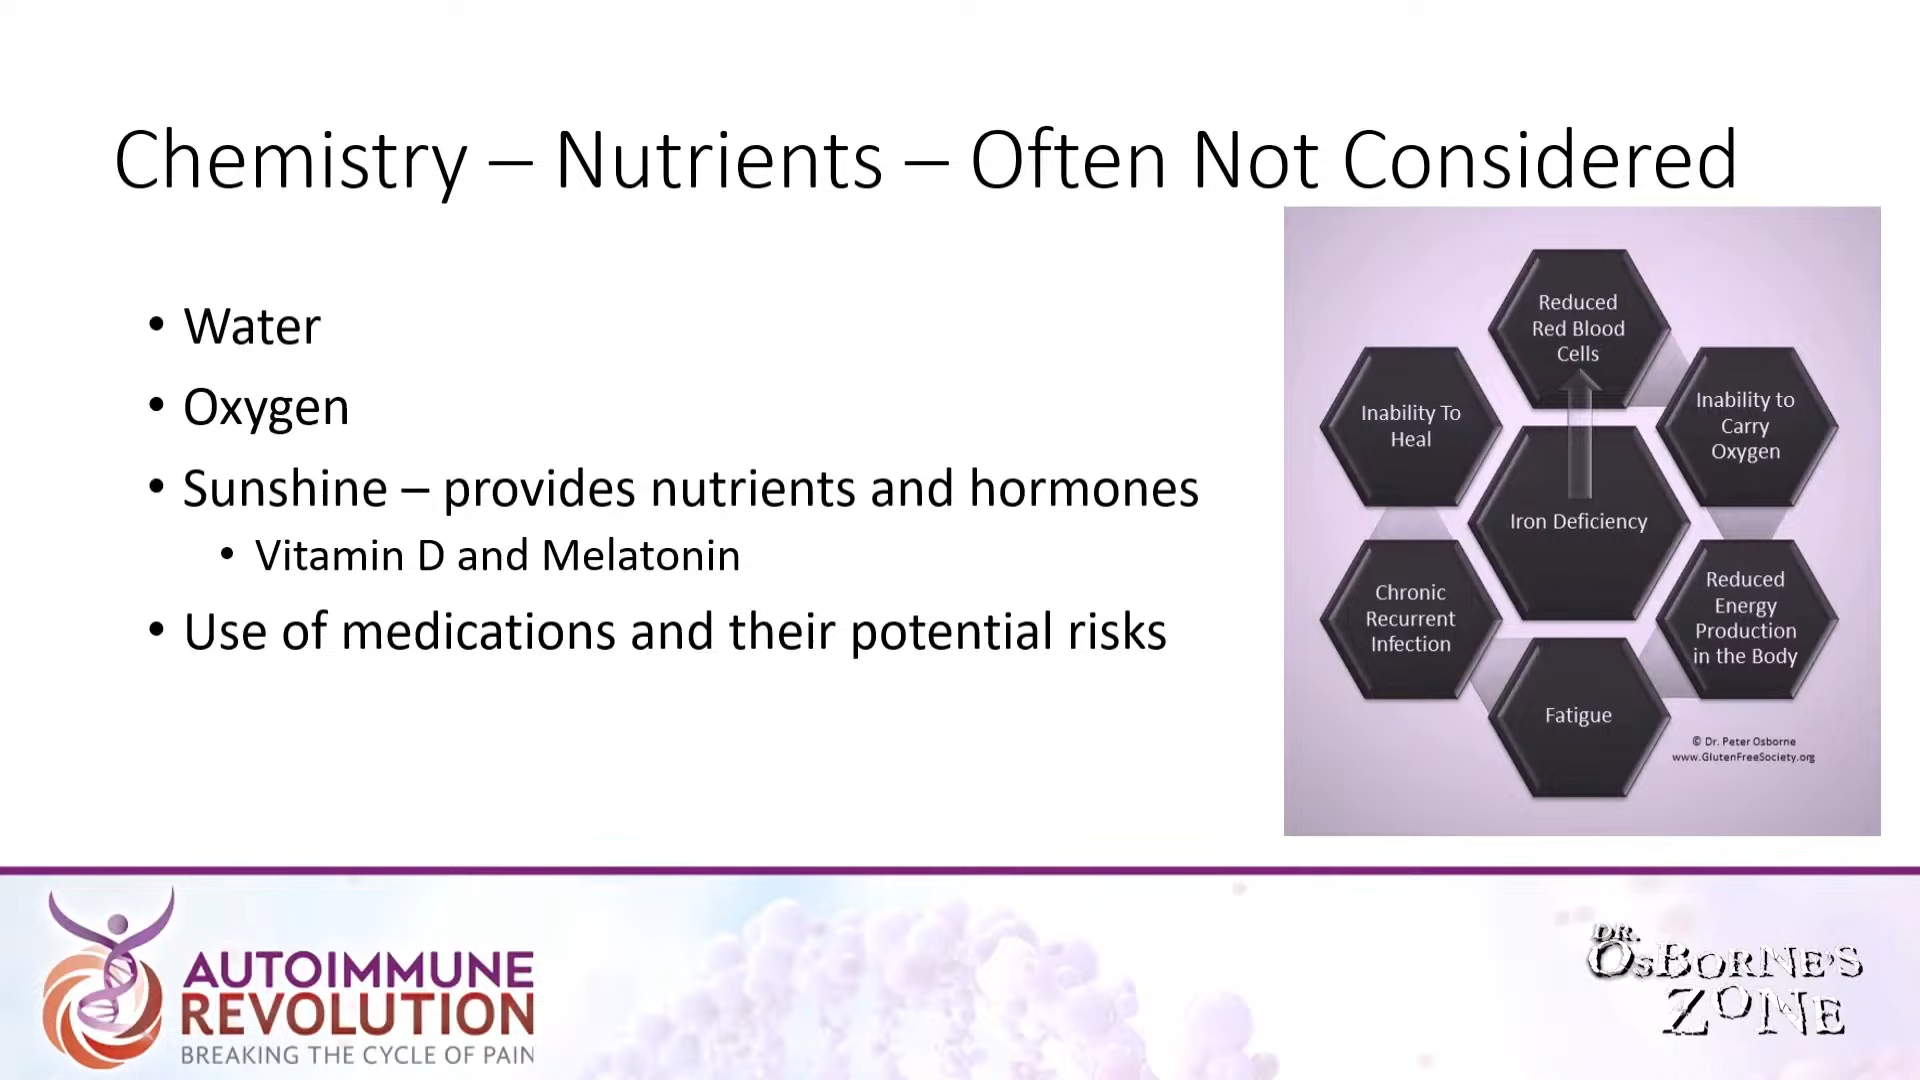 Chemistry – Nutrients – Often Not Considered
• Water
• Oxygen
• Sunshine – provides nutrients and hormones
• Vitamin D and Melatonin
• Use of medications and their potential risks
Reduced
Red Blood
Cells
Inability to
Carry
Oxygen
Reduced
Energy
Production
in the Body
Fatigue
Chronic
Recurrent
Infection
Inability To
Heal
Iron Deficiency
© Dr. Peter Osborne
www.GlutenFreeSociety.org
AUTOIMMUNE
REVOLUTION
BREAKING THE CYCLE OF PAIN
DR.
OSBORNE'S
ZONE